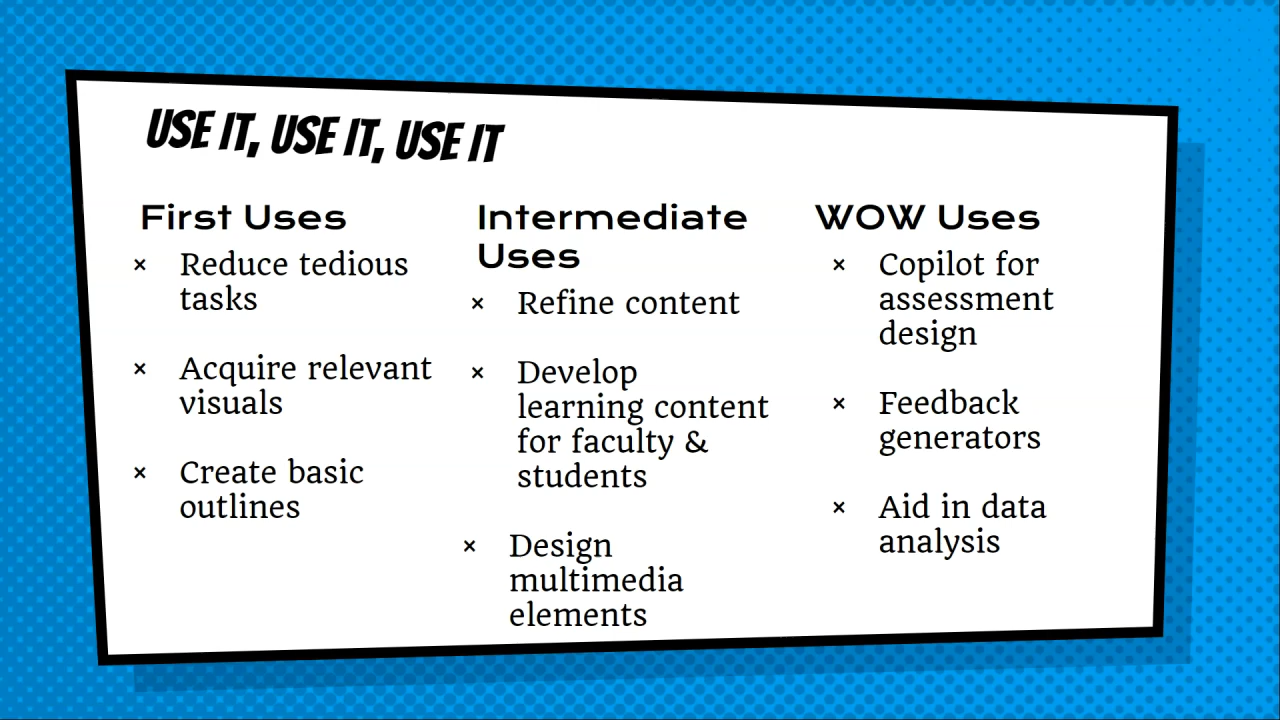 USE IT, USE IT, USE IT
First Uses
× Reduce tedious
tasks
× Acquire relevant
visuals
× Create basic
outlines
Intermediate
Uses
× Refine content
× Develop
learning content
for faculty &
students
× Design
multimedia
elements
WOW Uses
× Copilot for
assessment
design
× Feedback
generators
× Aid in data
analysis